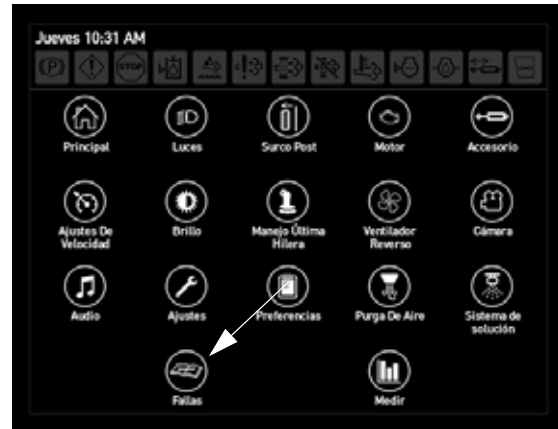 Jueves 10:31 AM
(P) STOP
Principal Luces Surco Post Motor Accesorio
Ajustes De Velocidad Brillo Manejo Última Hilera Ventilador Reverso Cámara
Audio Ajustes Preferencias Purga De Aire Sistema de solución
Fallas Medir